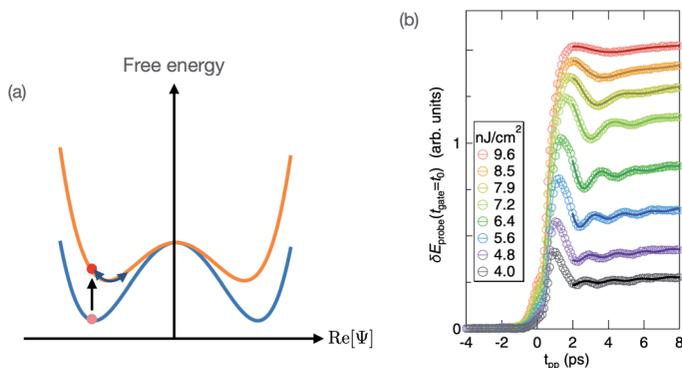 (a)
Free energy
Re[Ψ]
(b)
δE_probe(t_gate=t_0) (arb. units)
1
0
nJ/cm²
9.6
8.5
7.9
7.2
6.4
5.6
4.8
4.0
-4 -2 0 2 4 6 8
t_pp (ps)